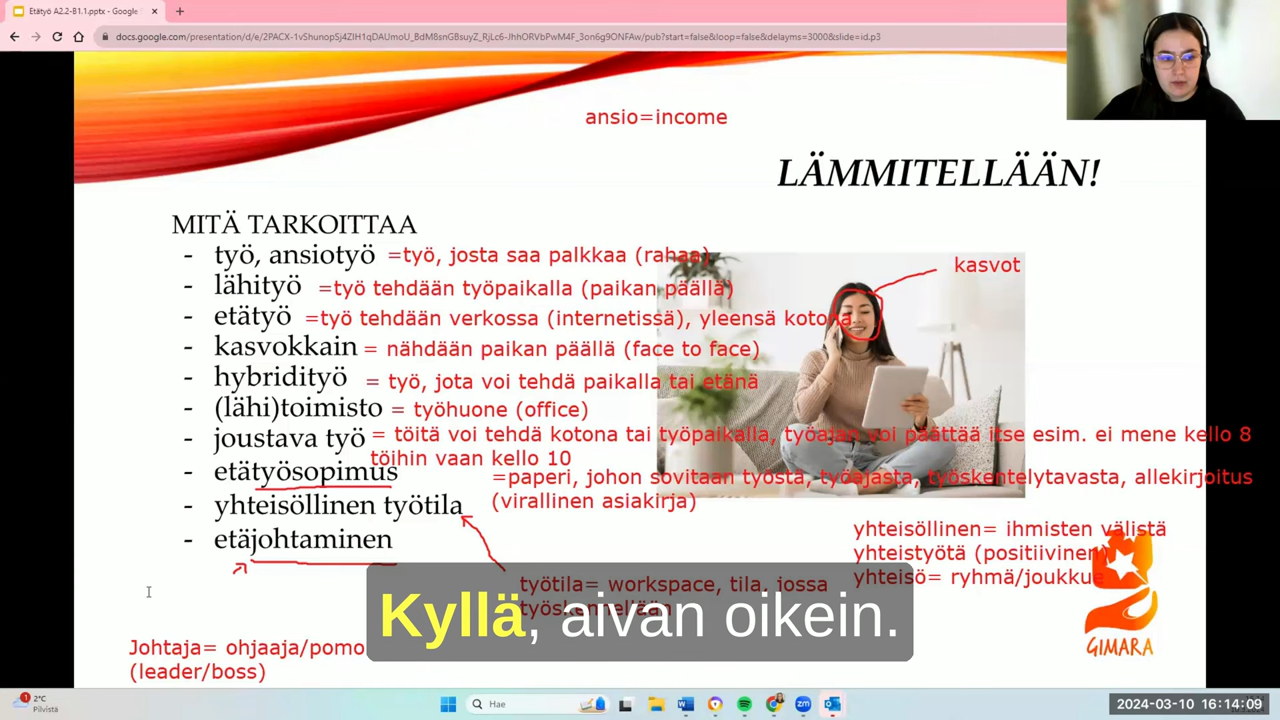 Etätyö A2.2-B1.1.pptx - Google
docs.google.com/presentation/d/e/2PACX-1vShunopSj4ZIH1qDAUmoU_BdM8snGBsuyZ_RjLc6-JhhORVbPwM4F_3on6g9ONFAw/pub?start=false&loop=false&delayms=3000&slide=id.p3
ansio=income
LÄMMITELLÄÄN!
MITÄ TARKOITTAA
- työ, ansiotyö =työ, josta saa palkkaa (rahaa)
kasvot
- lähityö =työ tehdään työpaikalla (paikan päällä)
- etätyö =työ tehdään verkossa (internetissä), yleensä kotona
- kasvokkain = nähdään paikan päällä (face to face)
- hybridityö = työ, jota voi tehdä paikalla tai etänä
- (lähi)toimisto = työhuone (office)
- joustava työ = töitä voi tehdä kotona tai työpaikalla, työajan voi päättää itse esim. ei mene kello 8
töihin vaan kello 10
- etätyösopimus =paperi, johon sovitaan työstä, työajasta, työskentelytavasta, allekirjoitus
(virallinen asiakirja)
- yhteisöllinen työtila
yhteisöllinen= ihmisten välistä
yhteistyötä (positiivinen)
yhteisö= ryhmä/joukkue
- etäjohtaminen
työtila= workspace, tila, jossa
työskennellään
Kyllä, aivan oikein.
Johtaja= ohjaaja/pomo
(leader/boss)
GIMARA
1
2°C
Pilvistä
Hae
2024-03-10 16:14:09